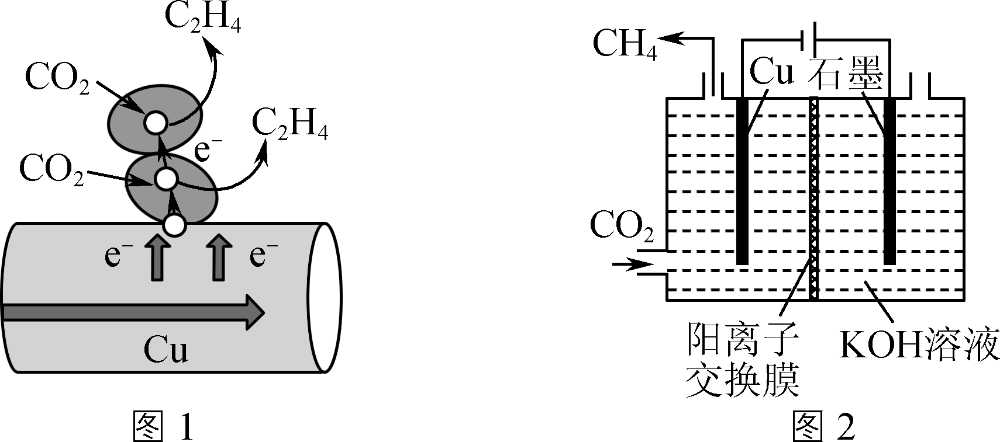 C₂H₄
CO₂
C₂H₄
e⁻
CO₂
e⁻
e⁻
Cu
图 1
CH₄
Cu
石墨
CO₂
阳离子
交换膜
KOH溶液
图 2